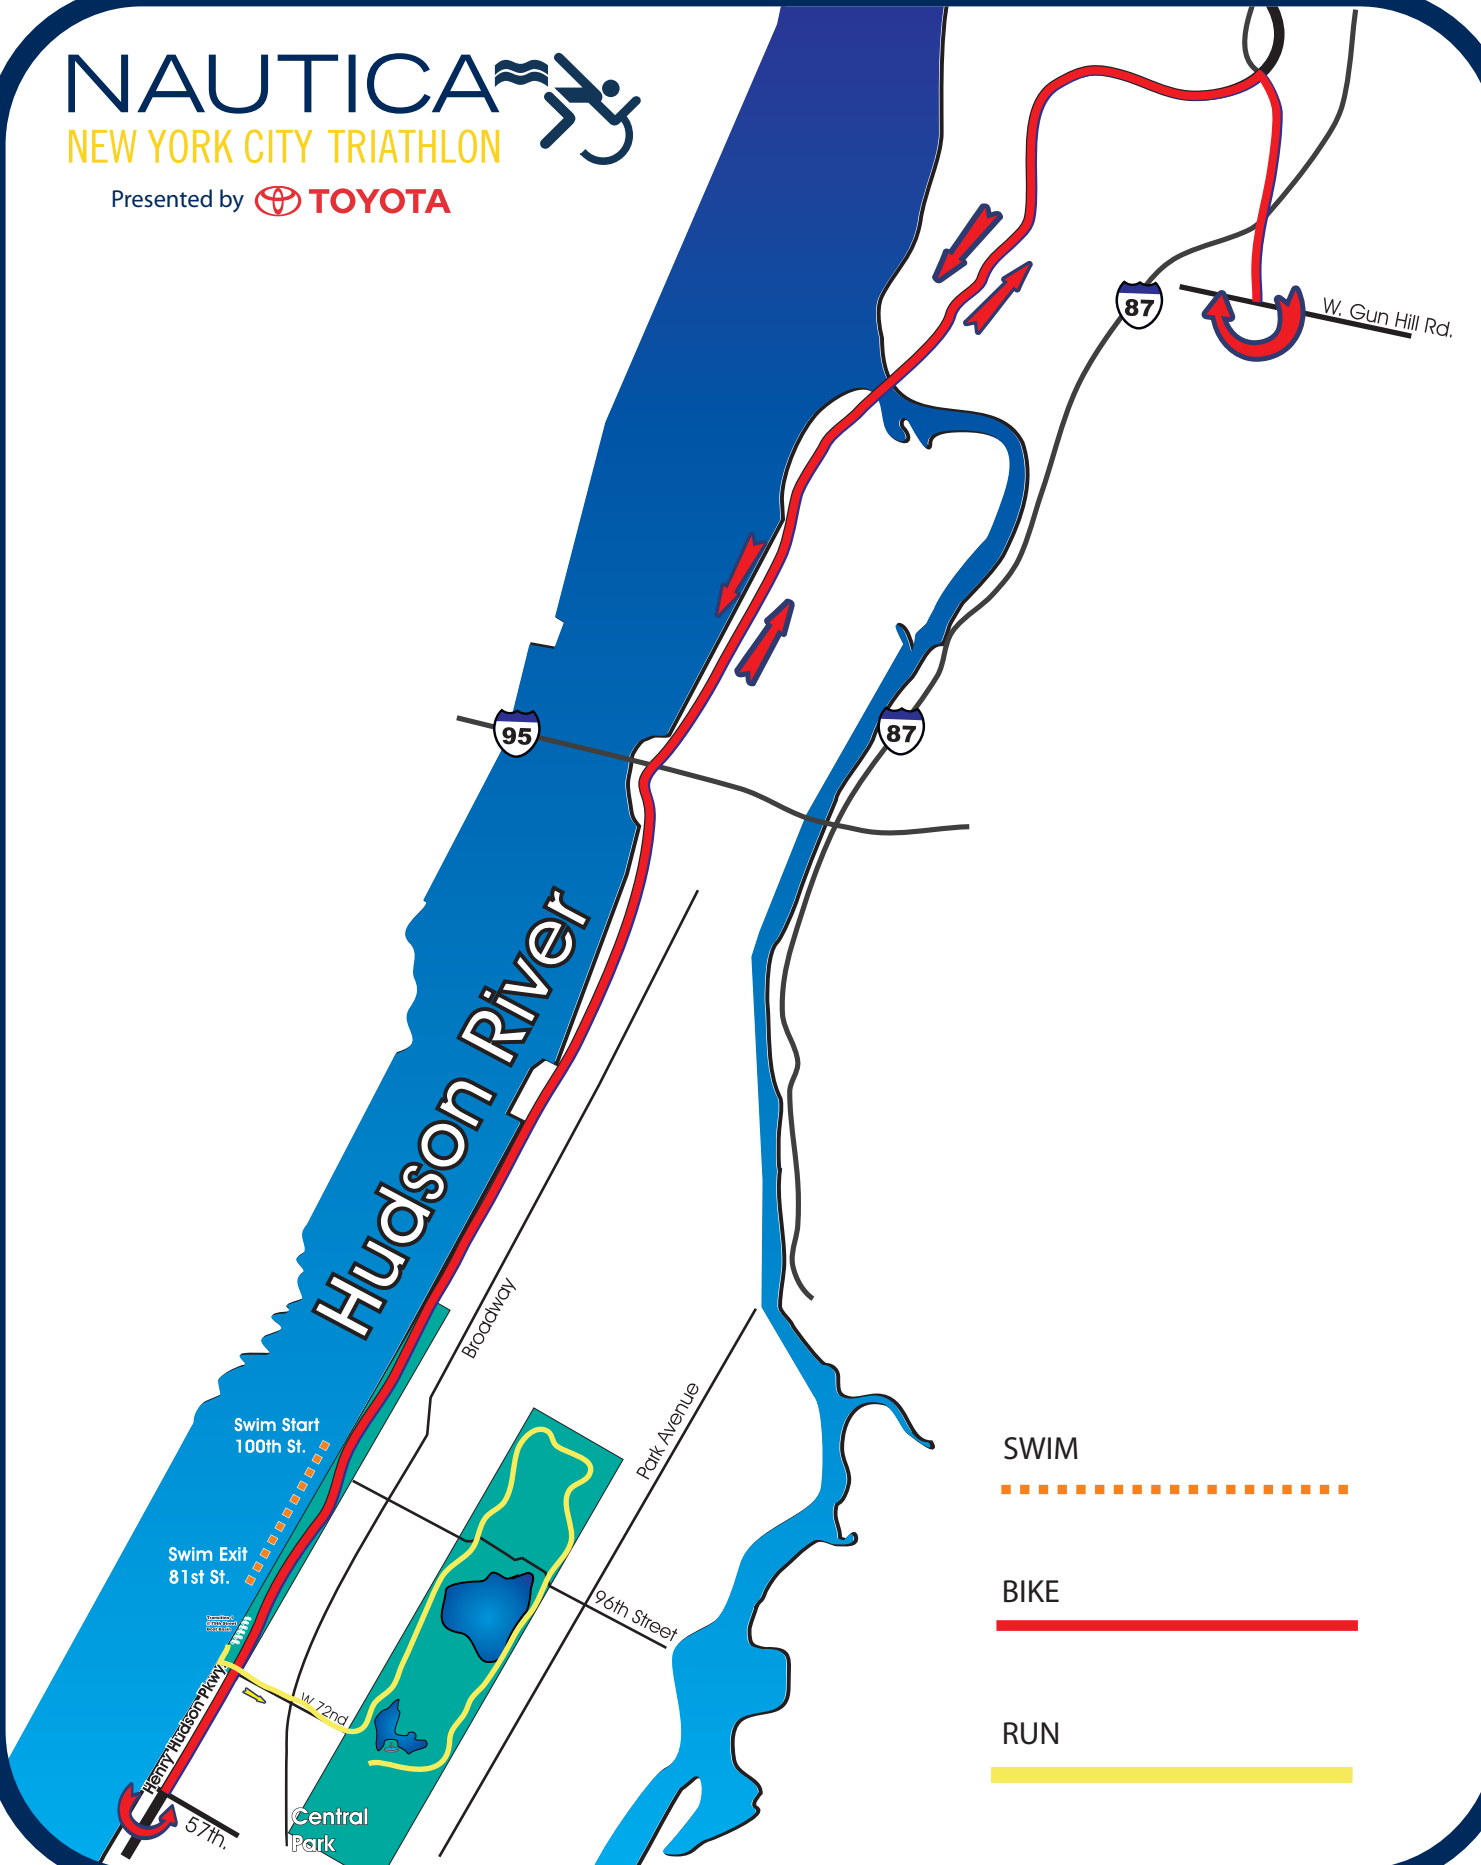 NAUTICA
NEW YORK CITY TRIATHLON
Presented by TOYOTA
W. Gun Hill Rd.
87
95
87
Hudson River
Broadway
Park Avenue
Swim Start
100th St.
Swim Exit
81st St.
96th Street
W 72nd
Henry Hudson Pkwy.
57th.
Central
Park
SWIM
BIKE
RUN